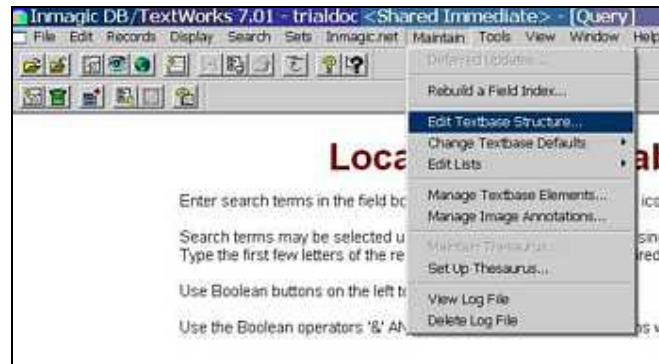 Inmagic DB/TextWorks 7.01 - trialdoc <Shared Immediate> - [Query]
File Edit Records Display Search Sets Inmagic.net Maintain Tools View Window Help
Deferred Updates...
Rebuild a Field Index...
Edit Textbase Structure...
Change Textbase Defaults
Edit Lists
Manage Textbase Elements...
Manage Image Annotations...
Maintain Thesaurus...
Set Up Thesaurus...
View Log File
Delete Log File
Loca
Enter search terms in the field bo
Search terms may be selected u
Type the first few letters of the re
Use Boolean buttons on the left to
Use the Boolean operators '&' AN